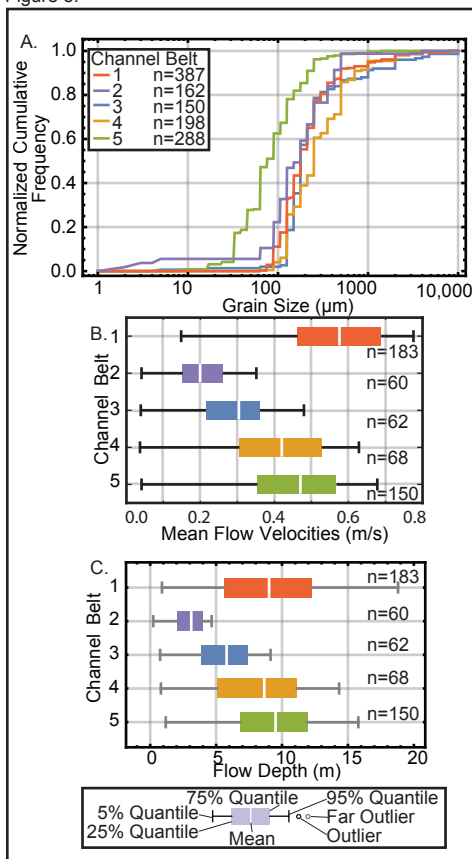 Figure 3.
A.
Channel Belt
1 n=387
2 n=162
3 n=150
4 n=198
5 n=288
Normalized Cumulative
Frequency
1.0
0.8
0.6
0.4
0.2
0.0
1 10 100 1000 10,000
Grain Size (µm)
B.
Channel Belt
1
n=183
2
n=60
3
n=62
4
n=68
5
n=150
0.2 0.4 0.6 0.8
Mean Flow Velocities (m/s)
C.
Channel Belt
1
n=183
2
n=60
3
n=62
4
n=68
5
n=150
0 5 10 15 20
Flow Depth (m)
75% Quantile
95% Quantile
5% Quantile
Far Outlier
25% Quantile
Outlier
Mean